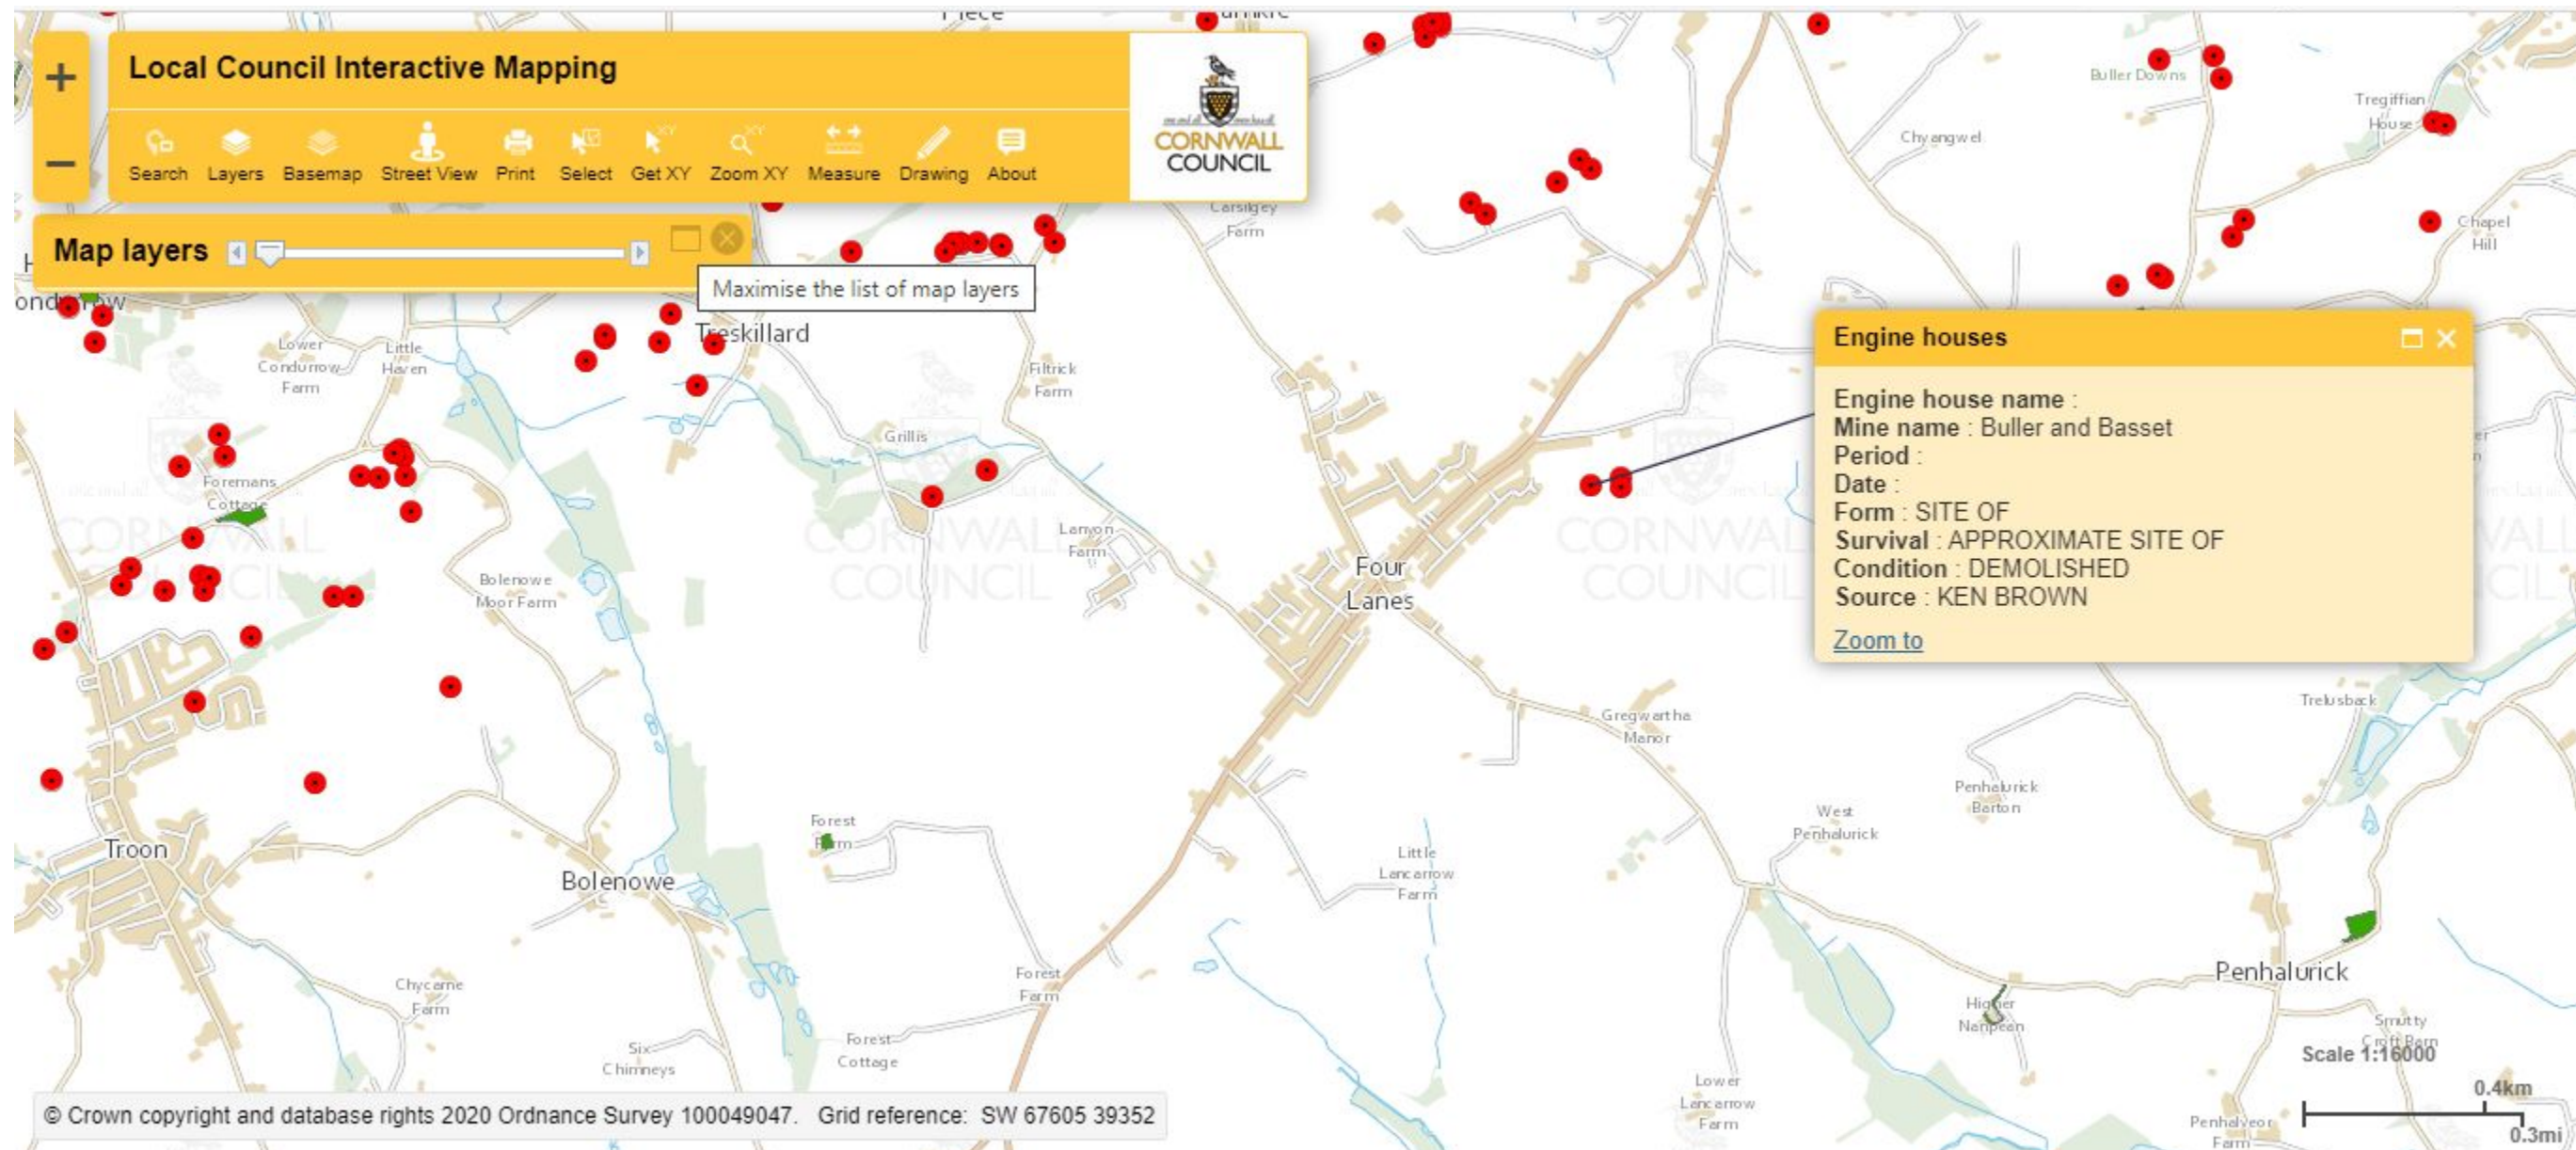 Piece
Local Council Interactive Mapping
CORNWALL
COUNCIL
Search Layers Basemap Street View Print Select Get XY Zoom XY Measure Drawing About
Map layers
Maximise the list of map layers
Buller Downs
Tregiffian
House
Chyangwel
Chapel
Hill
Carsilgey
Farm
Treskillard
Lower
Condurrow
Farm
Little
Haven
Filtrick
Farm
Grillis
Foremans
Cottage
Engine houses
Engine house name :
Mine name : Buller and Basset
Period :
Date :
Form : SITE OF
Survival : APPROXIMATE SITE OF
Condition : DEMOLISHED
Source : KEN BROWN
Zoom to
CORNWALL
COUNCIL
CORNWALL
COUNCIL
CORNWALL
COUNCIL
Lanyon
Farm
Four
Lanes
Bolenowe
Moor Farm
Gregwartha
Manor
Trelusback
Penhalurick
Barton
West
Penhalurick
Forest
Farm
Little
Lancarrow
Farm
Troon
Bolenowe
Penhalurick
Forest
Farm
Higher
Nanpean
Forest
Cottage
Six
Chimneys
Smutty
Croft Barn
Scale 1:16000
0.4km
0.3mi
Lower
Lancarrow
Farm
Penhalveor
Farm
© Crown copyright and database rights 2020 Ordnance Survey 100049047. Grid reference: SW 67605 39352